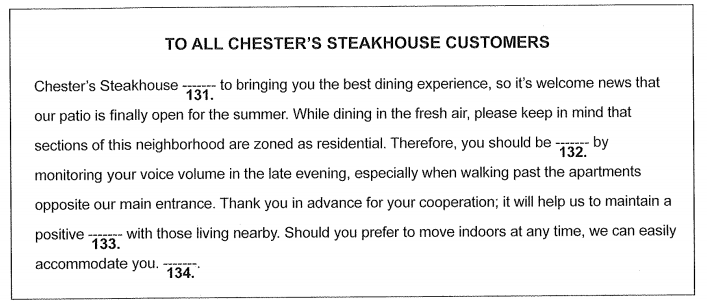 TO ALL CHESTER'S STEAKHOUSE CUSTOMERS
Chester's Steakhouse ------- to bringing you the best dining experience, so it's welcome news that
131.
our patio is finally open for the summer. While dining in the fresh air, please keep in mind that
sections of this neighborhood are zoned as residential. Therefore, you should be ------- by
132.
monitoring your voice volume in the late evening, especially when walking past the apartments
opposite our main entrance. Thank you in advance for your cooperation; it will help us to maintain a
positive ------- with those living nearby. Should you prefer to move indoors at any time, we can easily
133.
accommodate you. -------.
134.